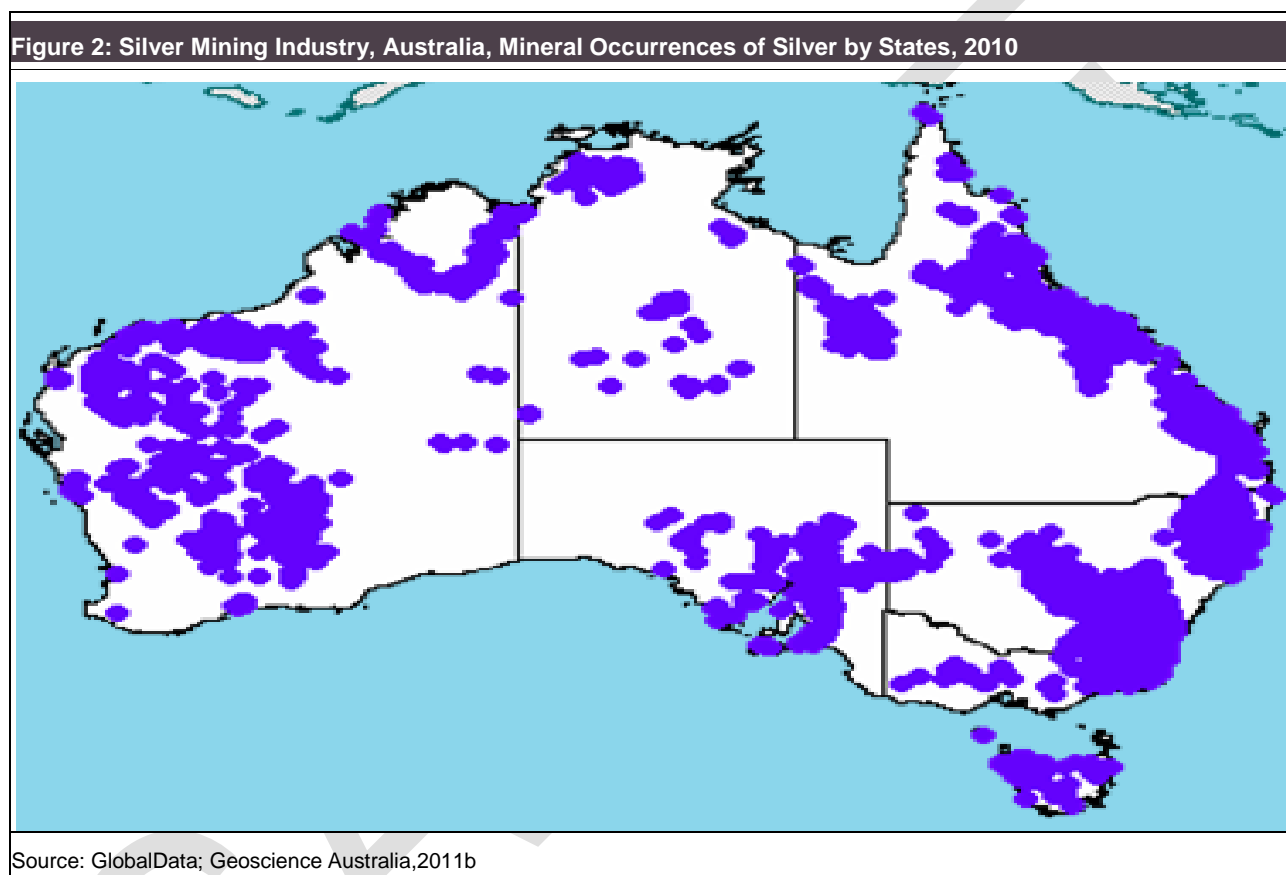 Figure 2: Silver Mining Industry, Australia, Mineral Occurrences of Silver by States, 2010
Source: GlobalData; Geoscience Australia,2011b